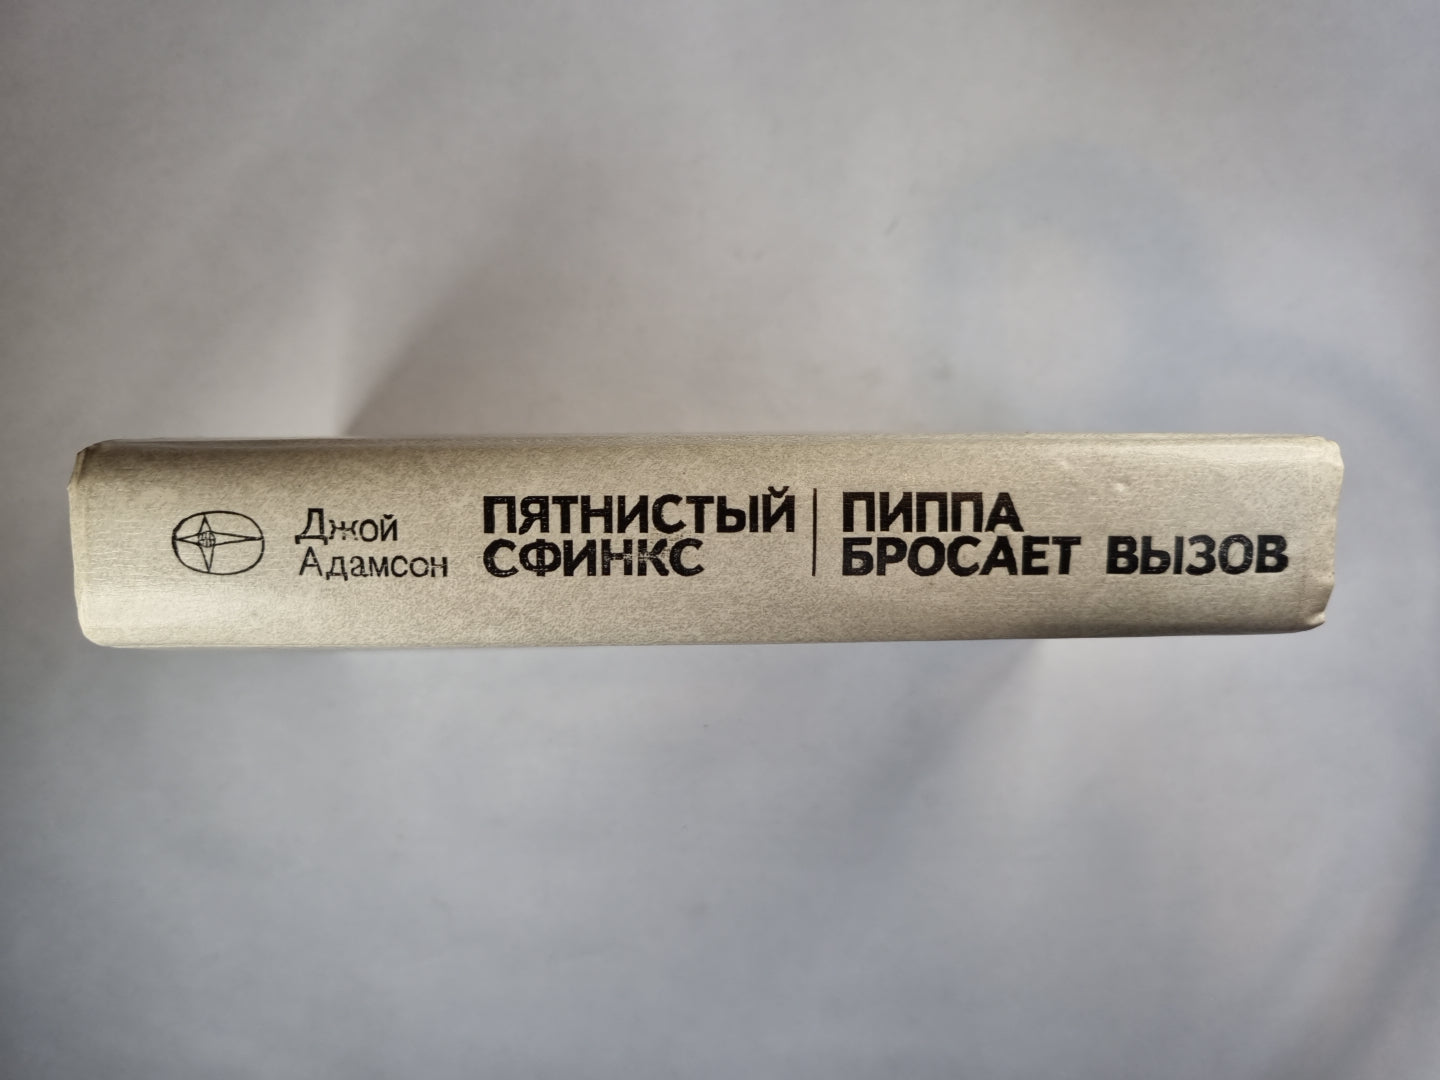 Джой
Адамсон
ПЯТНИСТЫЙ
СФИНКС
ПИППА
БРОСАЕТ ВЫЗОВ